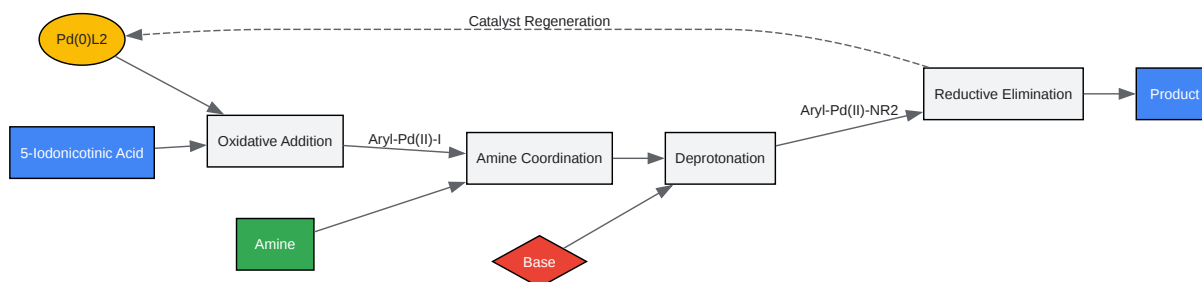 Catalyst Regeneration
Pd(0)L2
5-Iodonicotinic Acid
Oxidative Addition
Aryl-Pd(II)-I
Amine Coordination
Deprotonation
Aryl-Pd(II)-NR2
Reductive Elimination
Product
Amine
Base